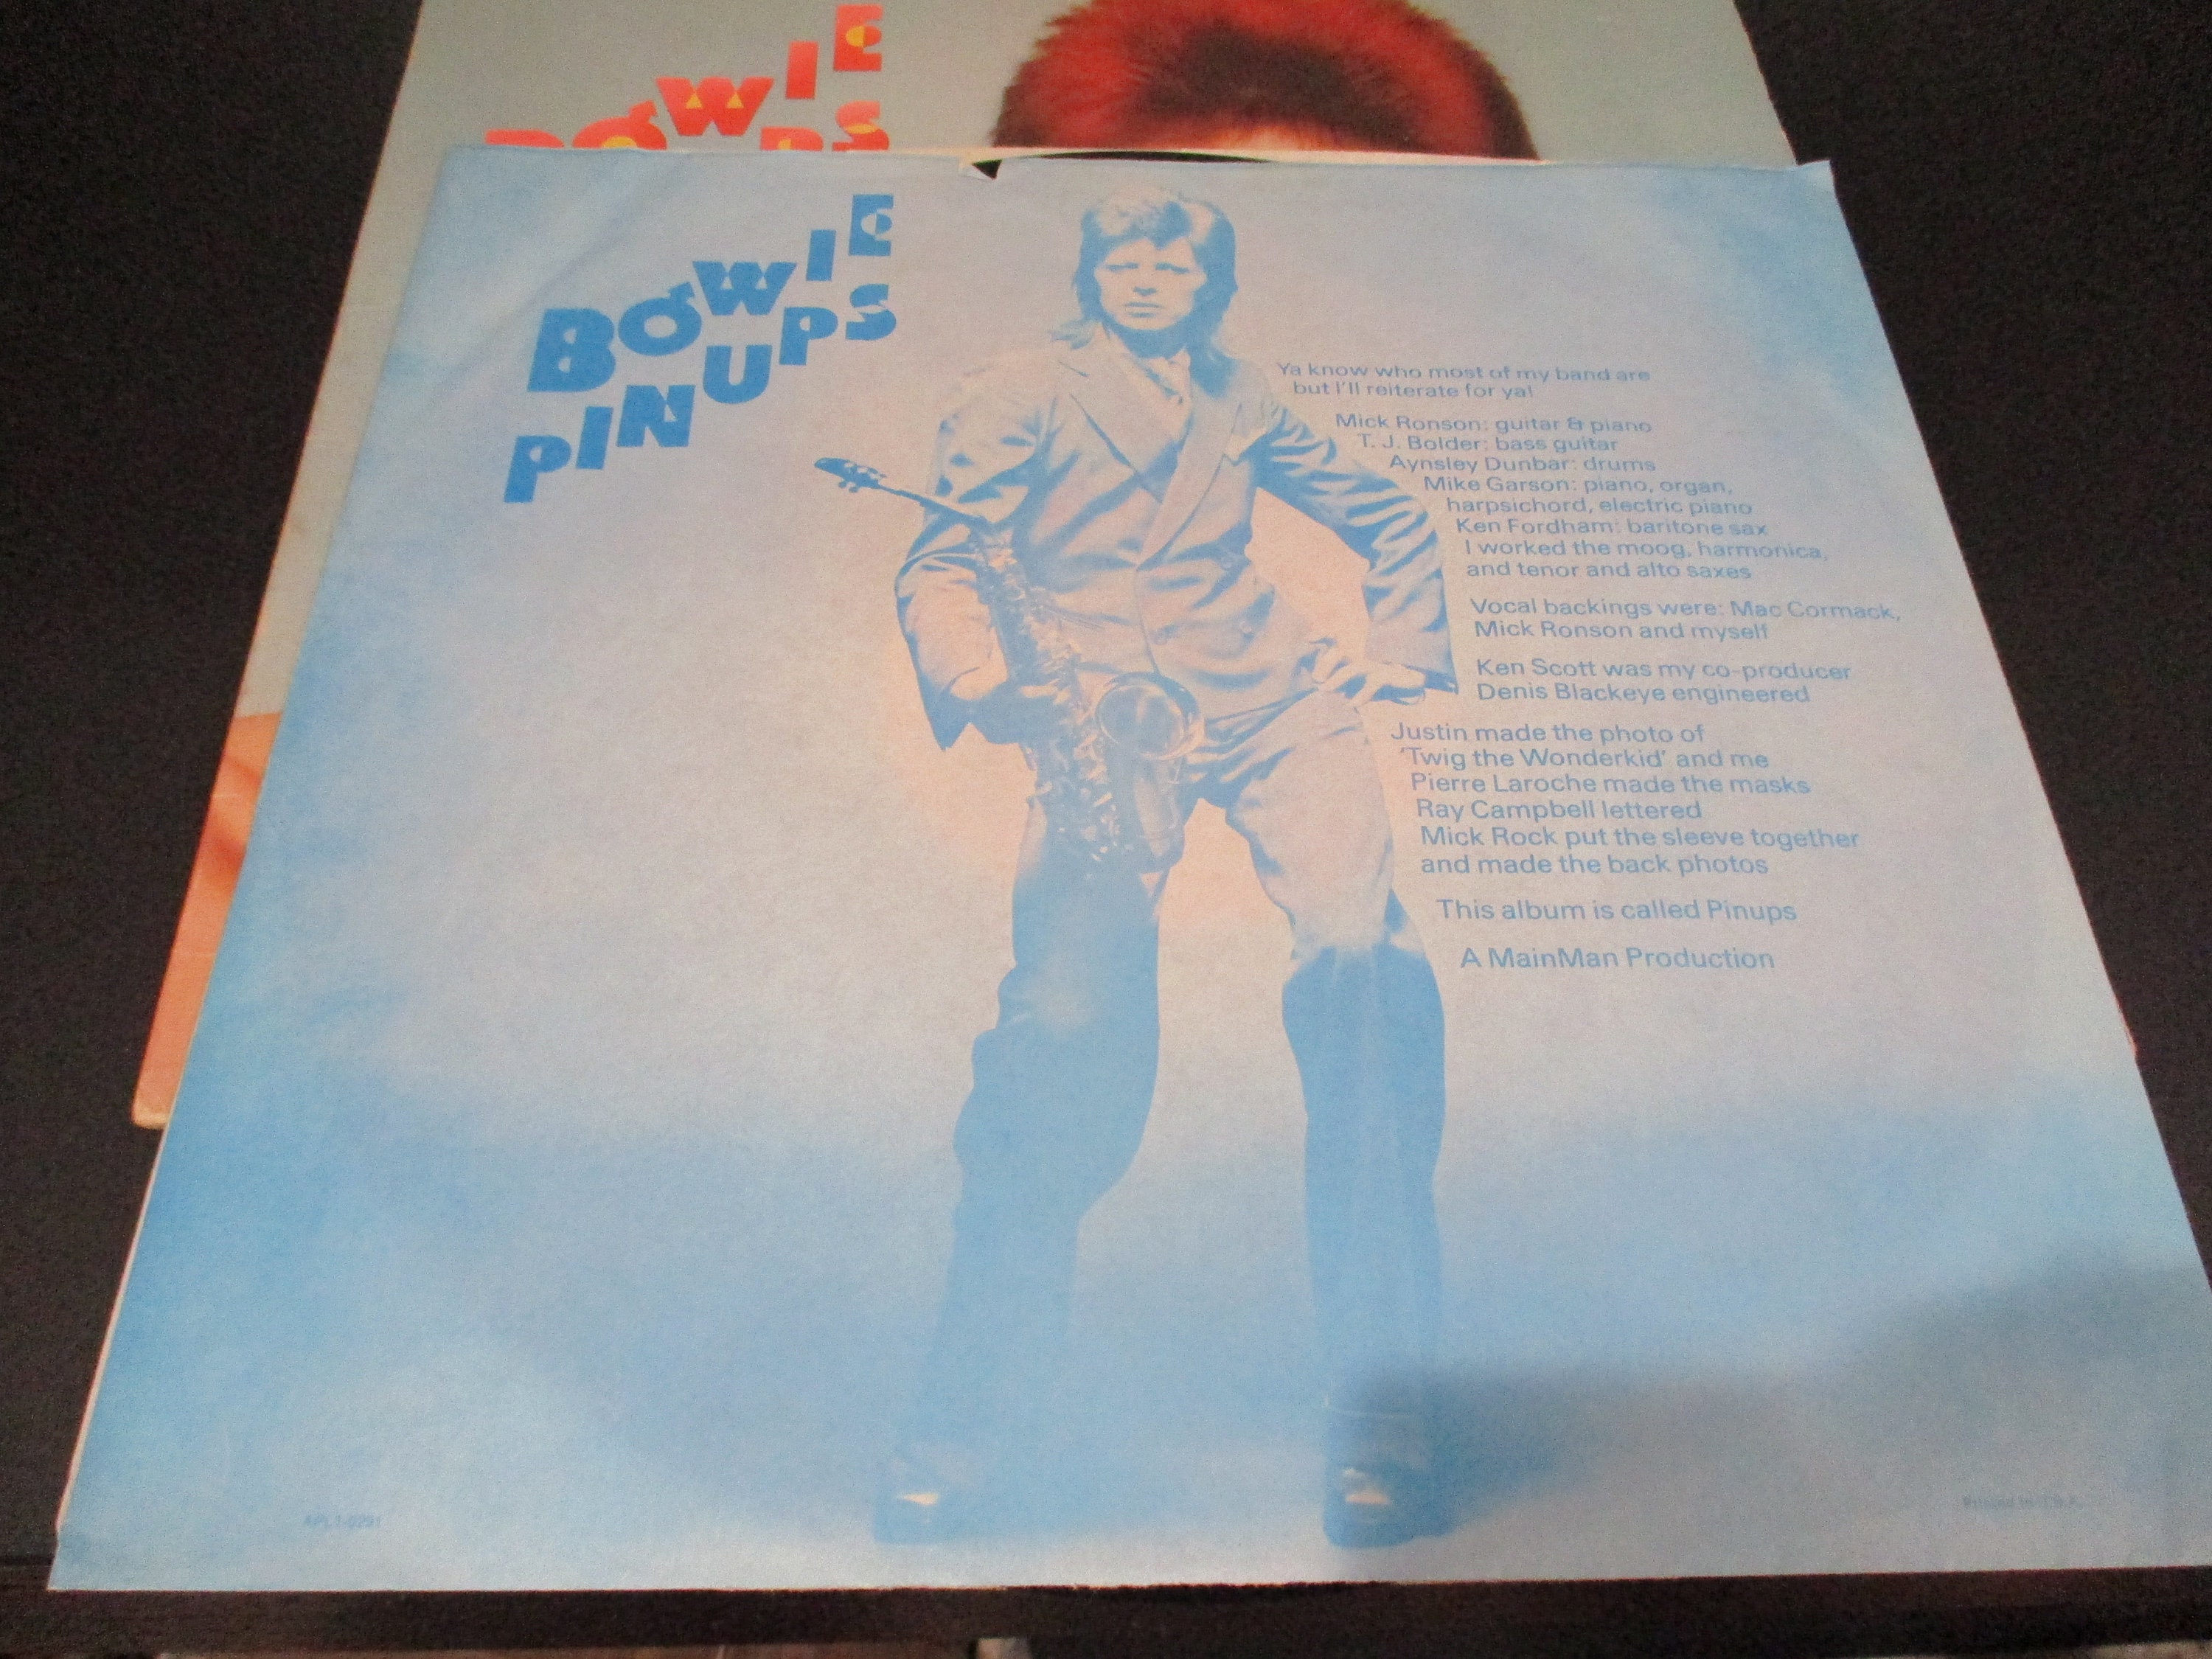 BOWIE
BOWIE
PINUPS
Ya know who most of my band are
but I'll reiterate for ya!
Mick Ronson: guitar & piano
T. J. Bolder: bass guitar
Aynsley Dunbar: drums
Mike Garson: piano, organ,
harpsichord, electric piano
Ken Fordham: baritone sax
I worked the moog, harmonica,
and tenor and alto saxes
Vocal backings were: Mac Cormack,
Mick Ronson and myself
Ken Scott was my co-producer
Denis Blackeye engineered
Justin made the photo of
'Twig the Wonderkid' and me
Pierre Laroche made the masks
Ray Campbell lettered
Mick Rock put the sleeve together
and made the back photos
This album is called Pinups
A MainMan Production
APL1-0291
Printed in U.S.A.